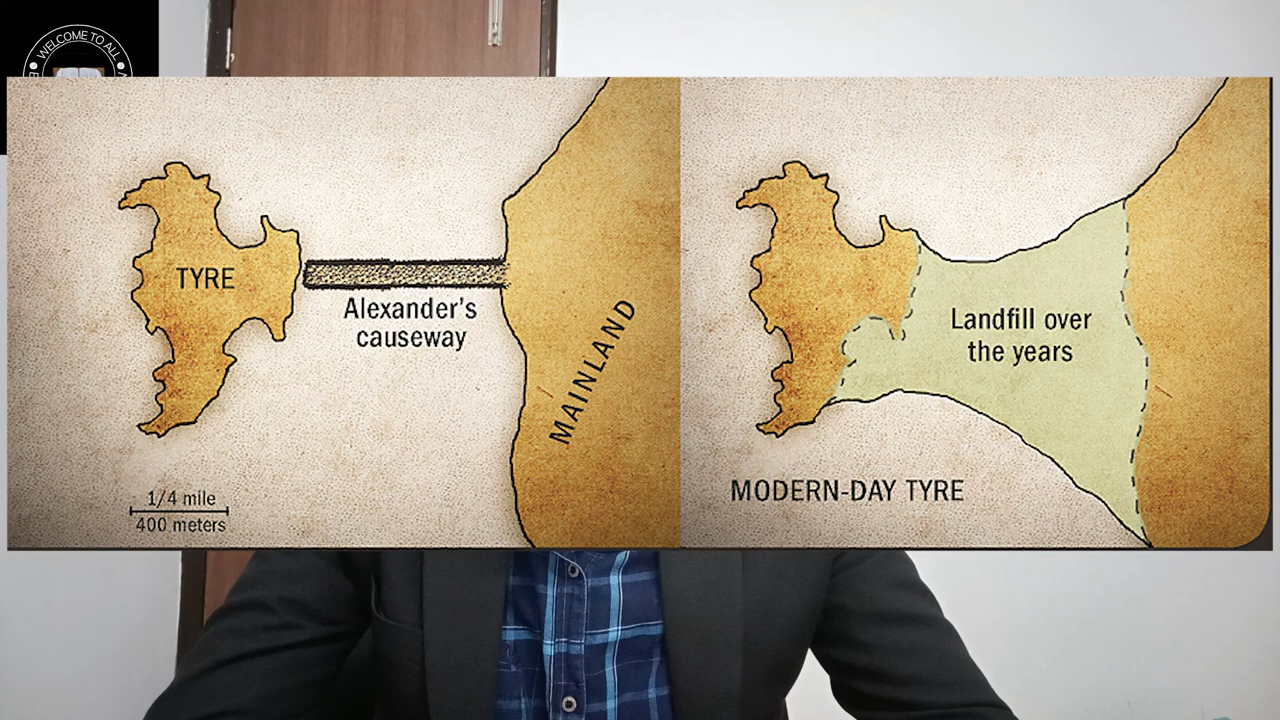 WELCOME TO ALL
TYRE
Alexander's
causeway
MAINLAND
1/4 mile
400 meters
Landfill over
the years
MODERN-DAY TYRE